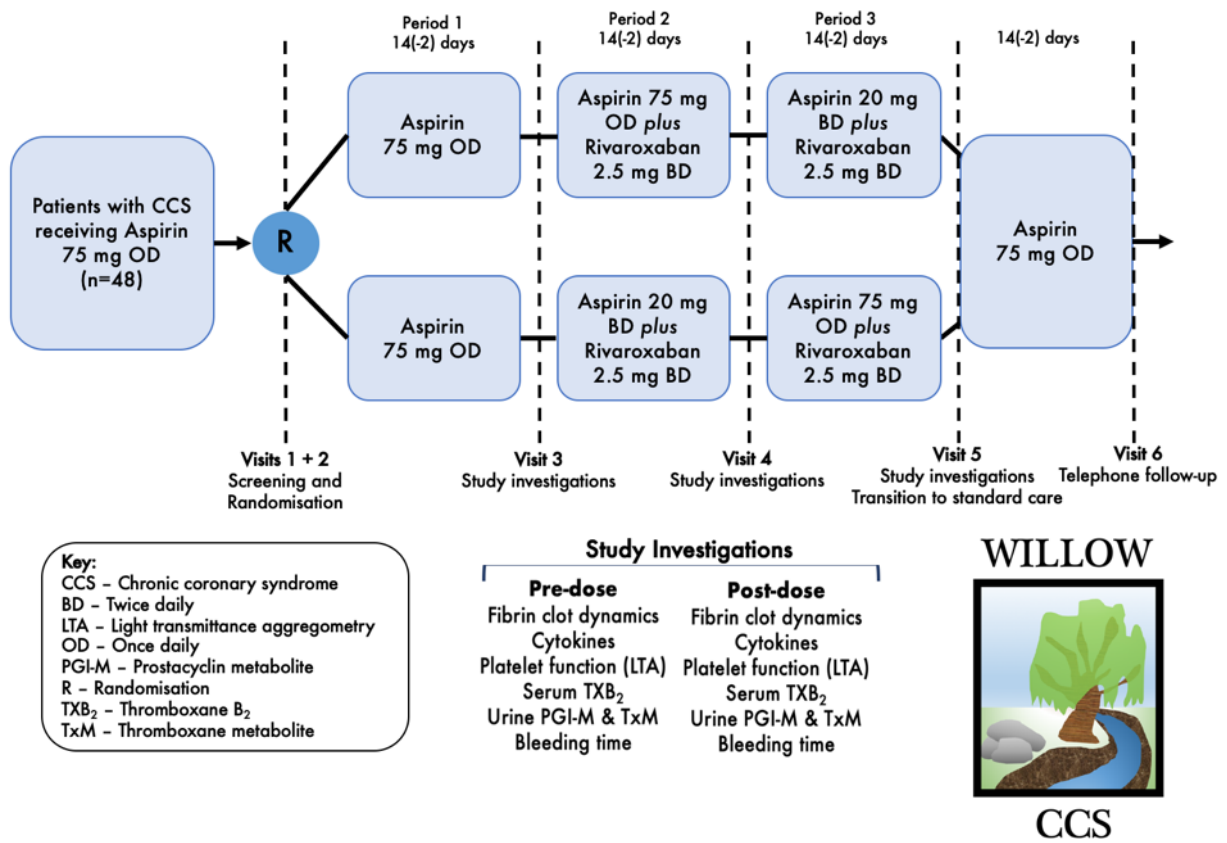 Period 1
14(-2) days
Period 2
14(-2) days
Period 3
14(-2) days
14(-2) days
Patients with CCS
receiving Aspirin
75 mg OD
(n=48)
R
Aspirin
75 mg OD
Aspirin 75 mg
OD plus
Rivaroxaban
2.5 mg BD
Aspirin 20 mg
BD plus
Rivaroxaban
2.5 mg BD
Aspirin
75 mg OD
Aspirin 20 mg
BD plus
Rivaroxaban
2.5 mg BD
Aspirin 75 mg
OD plus
Rivaroxaban
2.5 mg BD
Aspirin
75 mg OD
Visits 1 + 2
Screening and
Randomisation
Visit 3
Study investigations
Visit 4
Study investigations
Visit 5
Study investigations
Transition to standard care
Visit 6
Telephone follow-up
Key:
CCS – Chronic coronary syndrome
BD – Twice daily
LTA – Light transmittance aggregometry
OD – Once daily
PGI-M – Prostacyclin metabolite
R – Randomisation
TXB₂ – Thromboxane B₂
TxM – Thromboxane metabolite
Study Investigations
Pre-dose
Fibrin clot dynamics
Cytokines
Platelet function (LTA)
Serum TXB₂
Urine PGI-M & TxM
Bleeding time
Post-dose
Fibrin clot dynamics
Cytokines
Platelet function (LTA)
Serum TXB₂
Urine PGI-M & TxM
Bleeding time
WILLOW
CCS